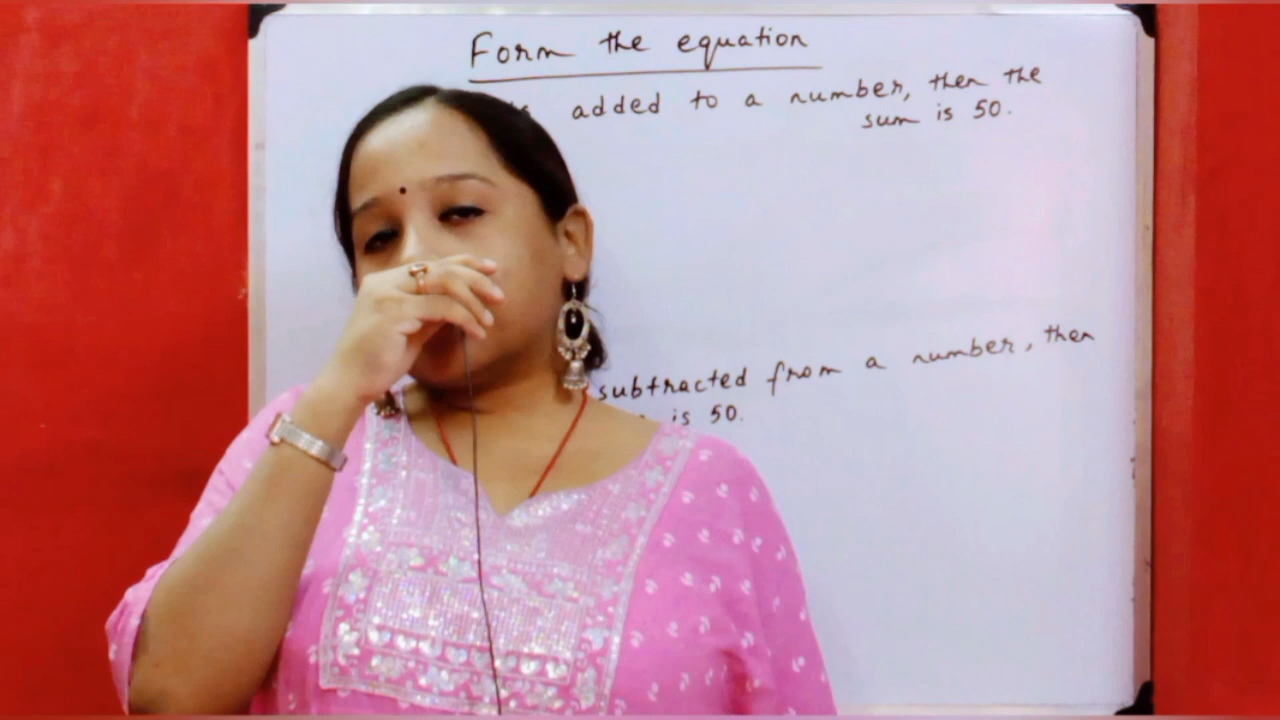 Form the equation
added to a number, then the
sum is 50.
subtracted from a number, then
is 50.